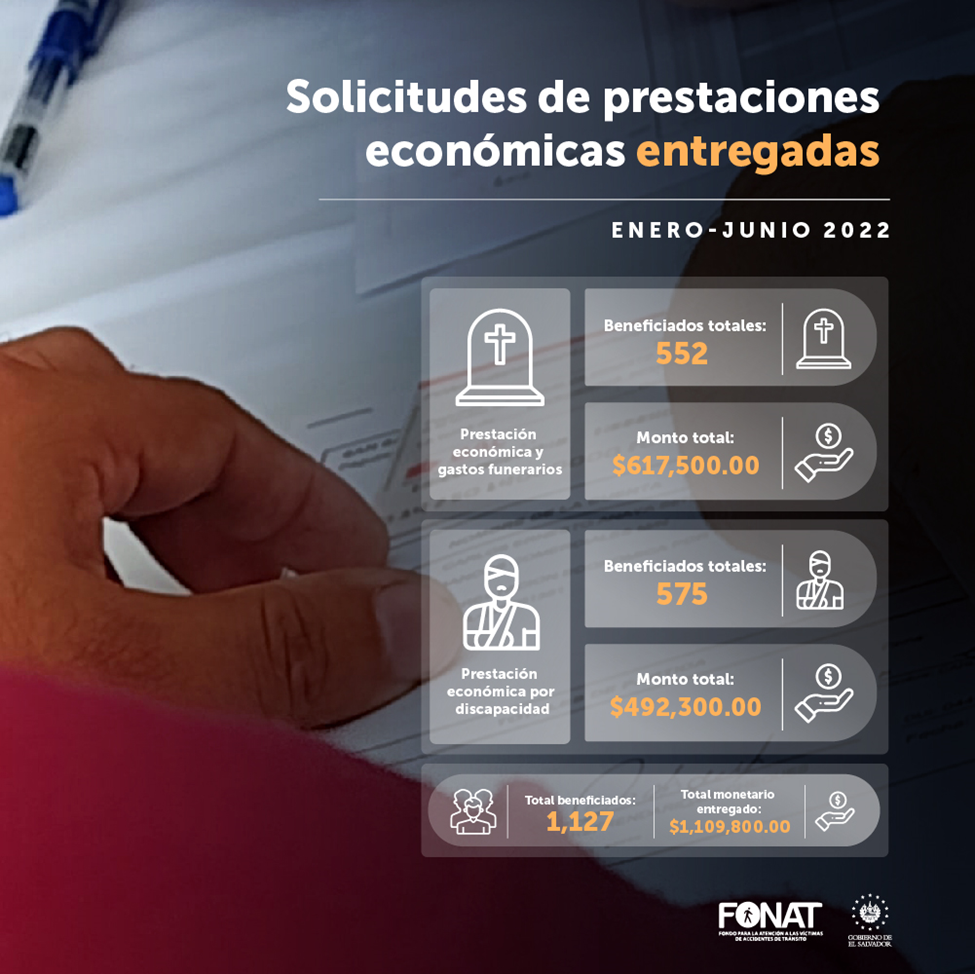 Solicitudes de prestaciones
económicas entregadas
ENERO-JUNIO 2022
Prestación
económica y
gastos funerarios
Beneficiados totales:
552
Monto total:
$617,500.00
Prestación
económica por
discapacidad
Beneficiados totales:
575
Monto total:
$492,300.00
Total beneficiados:
1,127
Total monetario
entregado:
$1,109,800.00
FONAT
FONDO PARA LA ATENCIÓN A LAS VÍCTIMAS
DE ACCIDENTES DE TRÁNSITO
GOBIERNO DE
EL SALVADOR